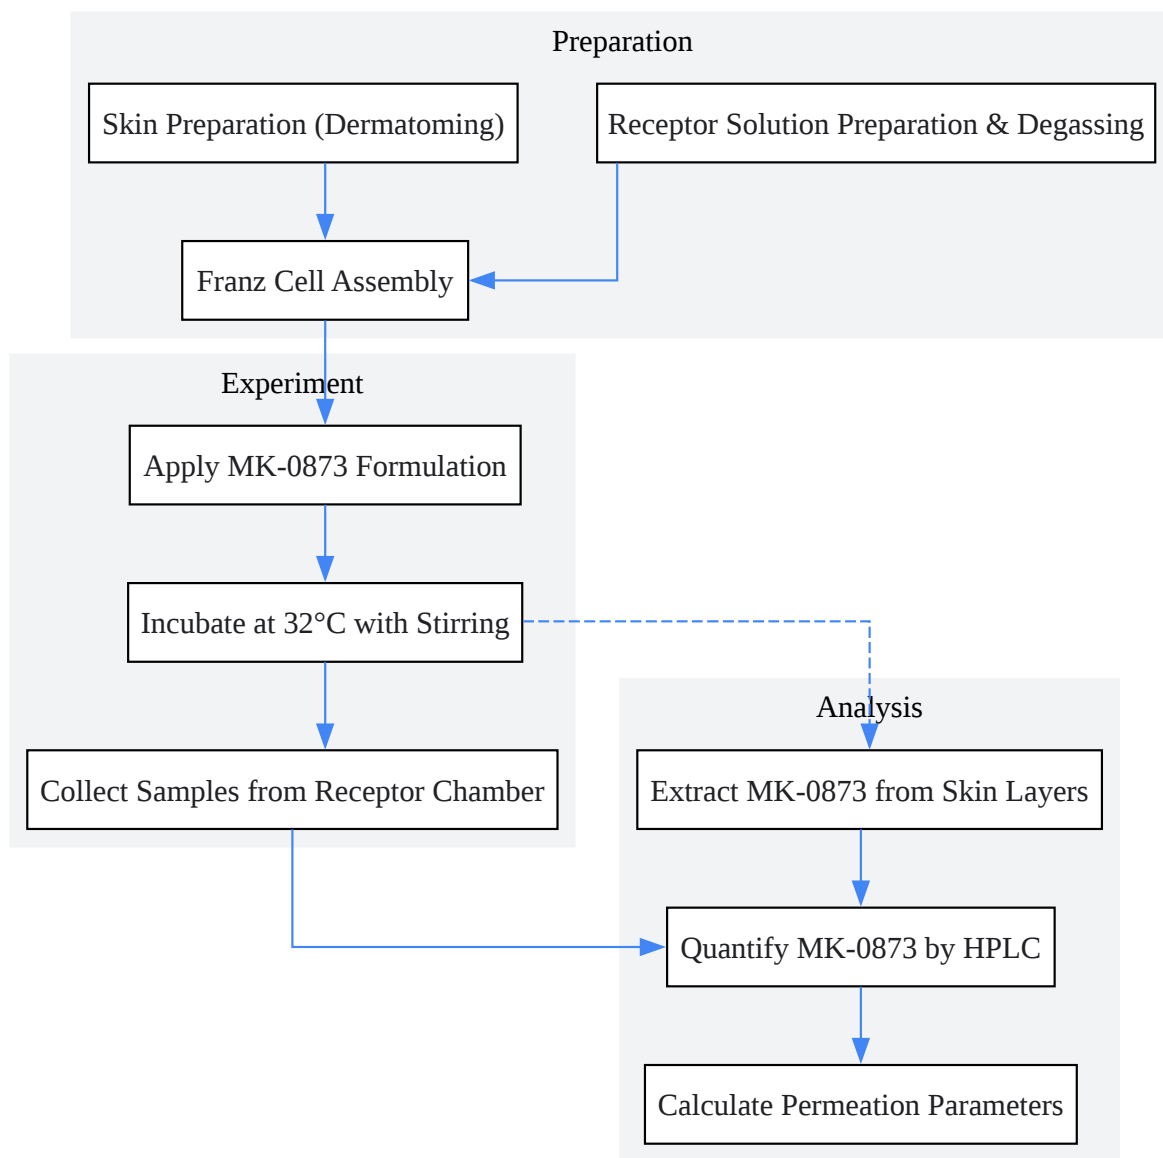 Preparation
Skin Preparation (Dermatoming)
Receptor Solution Preparation & Degassing
Franz Cell Assembly
Experiment
Apply MK-0873 Formulation
Incubate at 32°C with Stirring
Collect Samples from Receptor Chamber
Analysis
Extract MK-0873 from Skin Layers
Quantify MK-0873 by HPLC
Calculate Permeation Parameters